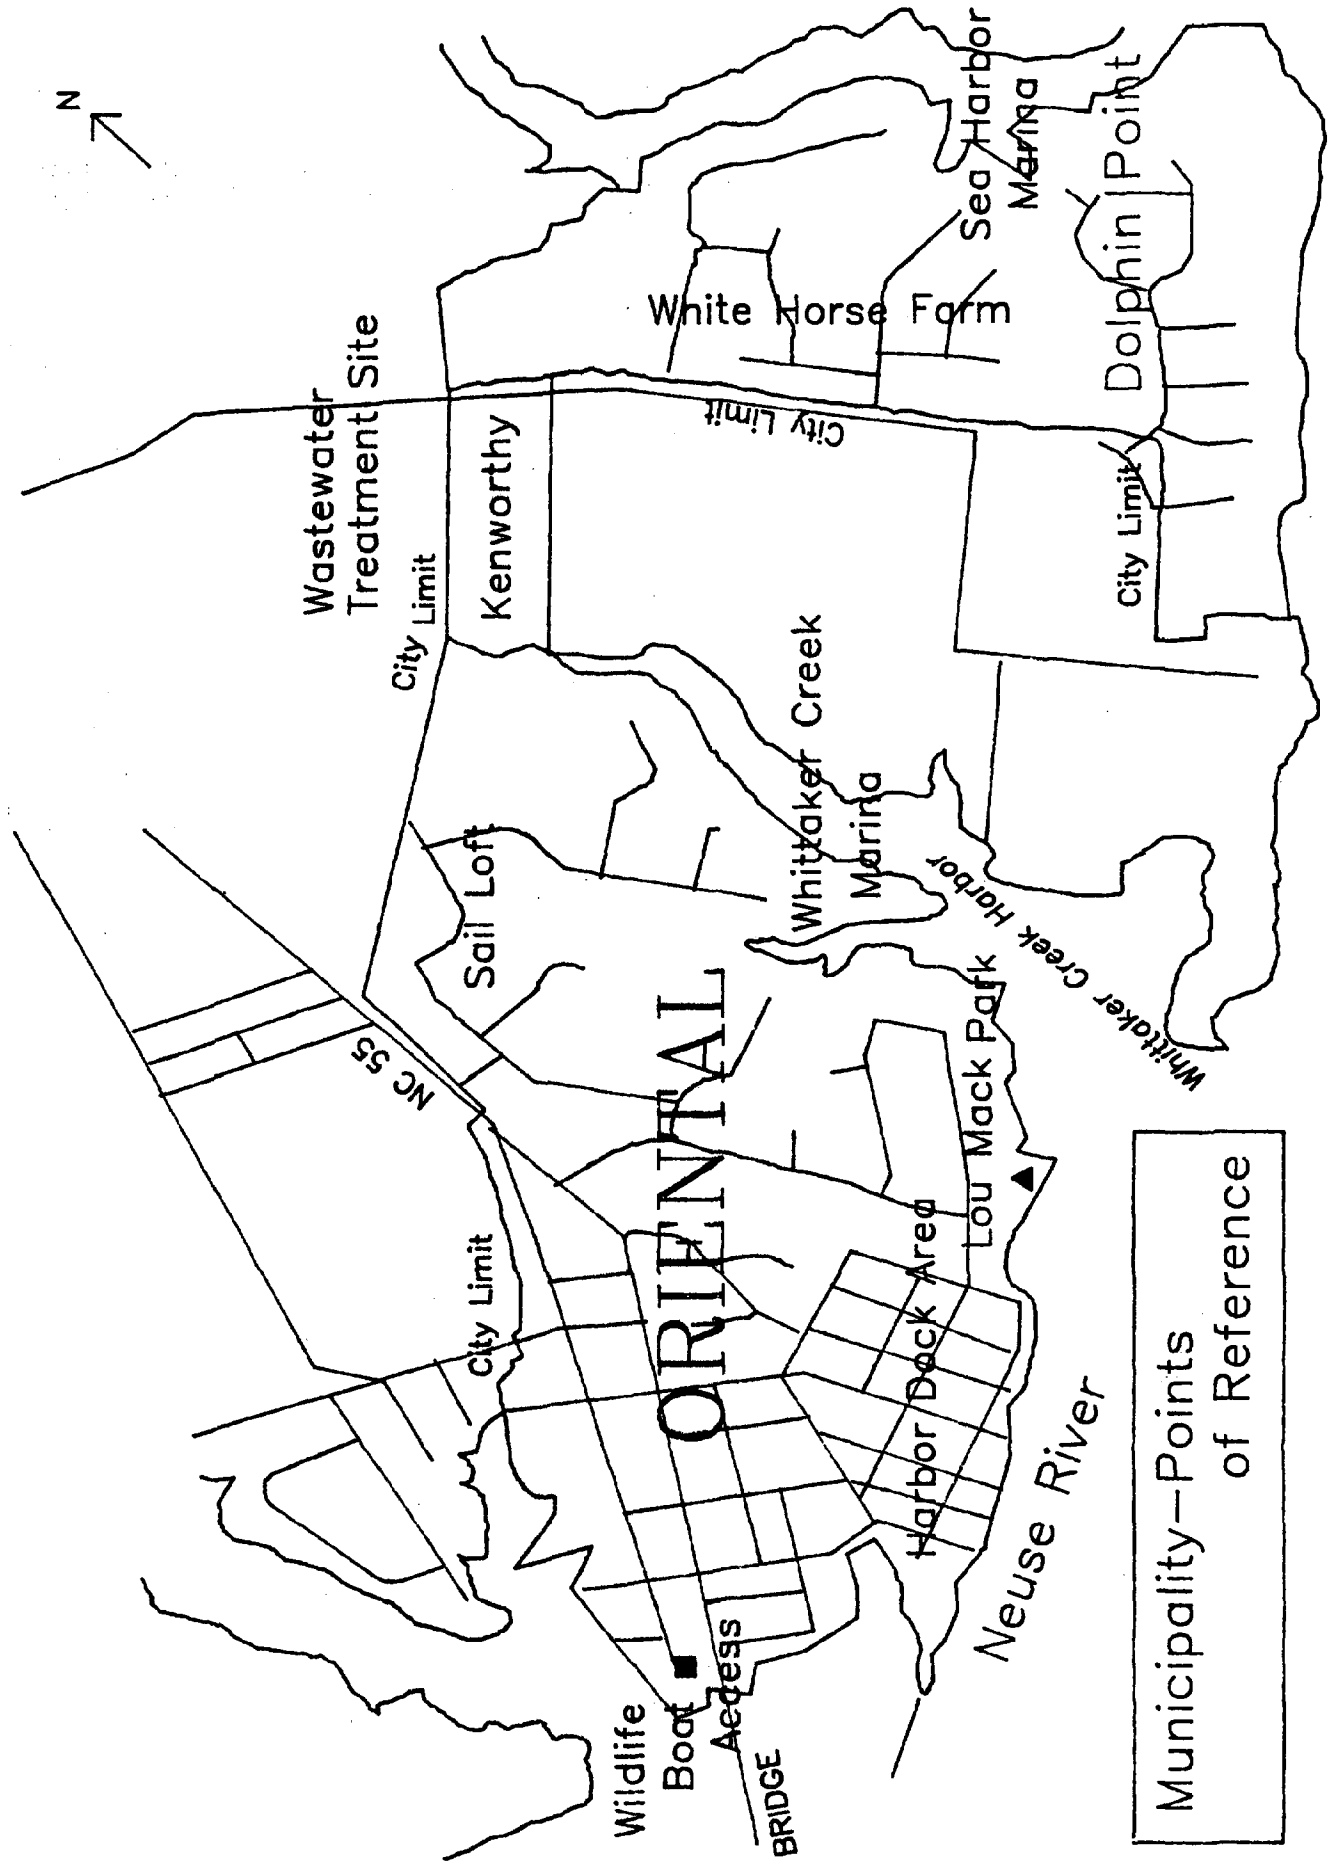 N
Wastewater
Treatment Site
City Limit
Kenworthy
City Limit
White Horse Farm
Sea Harbor
Marina
Dolphin Point
City Limit
Whittaker Creek
Marina
Sail Loft
NC 55
ORIENTAL
City Limit
Lou Mack Park
Whittaker Creek Harbor
Harbor Dock Area
Neuse River
Wildlife
Boat
Access
BRIDGE
Municipality-Points
of Reference